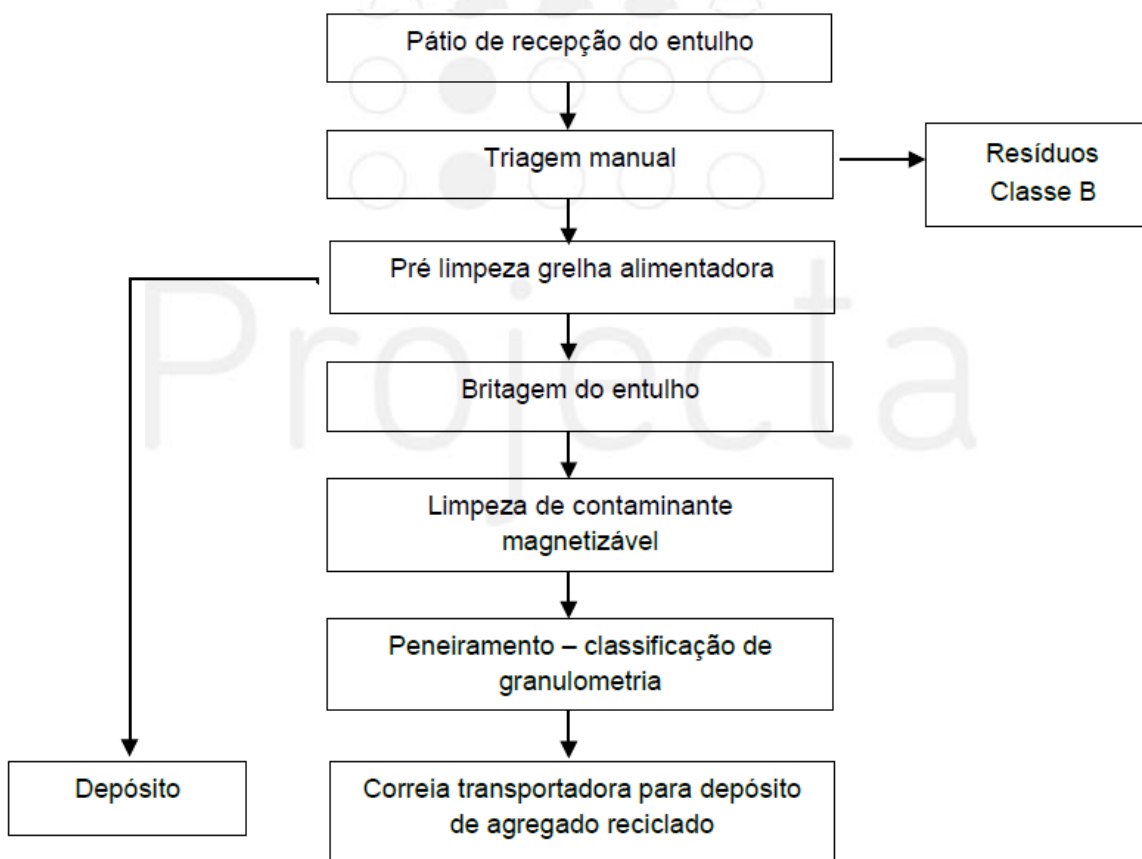 Pátio de recepção do entulho
Triagem manual
Resíduos
Classe B
Pré limpeza grelha alimentadora
Projecta
Britagem do entulho
Limpeza de contaminante
magnetizável
Peneiramento – classificação de
granulometria
Depósito
Correia transportadora para depósito
de agregado reciclado